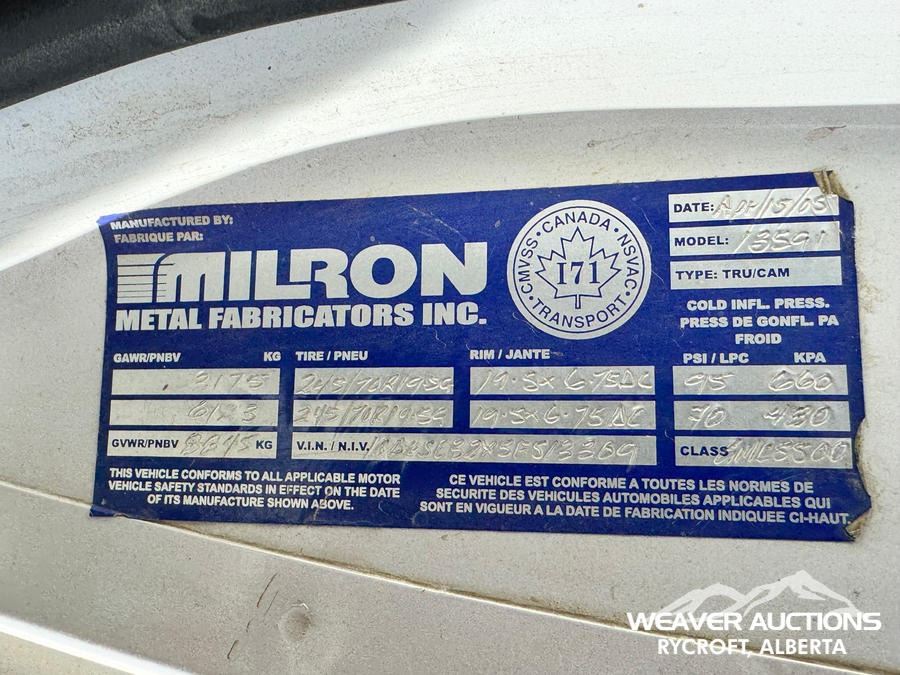 MANUFACTURED BY:
FABRIQUE PAR:
MILRON
METAL FABRICATORS INC.
CMVSS · CANADA · NSVAC · TRANSPORT ·
171
DATE: Apr/15/05
MODEL: 13591
TYPE: TRU/CAM
COLD INFL. PRESS.
PRESS DE GONFL. PA
FROID
GAWR/PNBV KG TIRE / PNEU RIM / JANTE PSI / LPC KPA
3175 245/70R19.5G 19.5x6.75DC 95 660
6123 245/70R19.5G 19.5x6.75DC 70 480
GVWR/PNBV 8845 KG V.I.N. / N.I.V. CLASS GMC5500
THIS VEHICLE CONFORMS TO ALL APPLICABLE MOTOR
VEHICLE SAFETY STANDARDS IN EFFECT ON THE DATE
OF ITS MANUFACTURE SHOWN ABOVE.
CE VEHICULE EST CONFORME A TOUTES LES NORMES DE
SECURITE DES VEHICULES AUTOMOBILES APPLICABLES QUI
SONT EN VIGUEUR A LA DATE DE FABRICATION INDIQUEE CI-HAUT.
WEAVER AUCTIONS
RYCROFT, ALBERTA